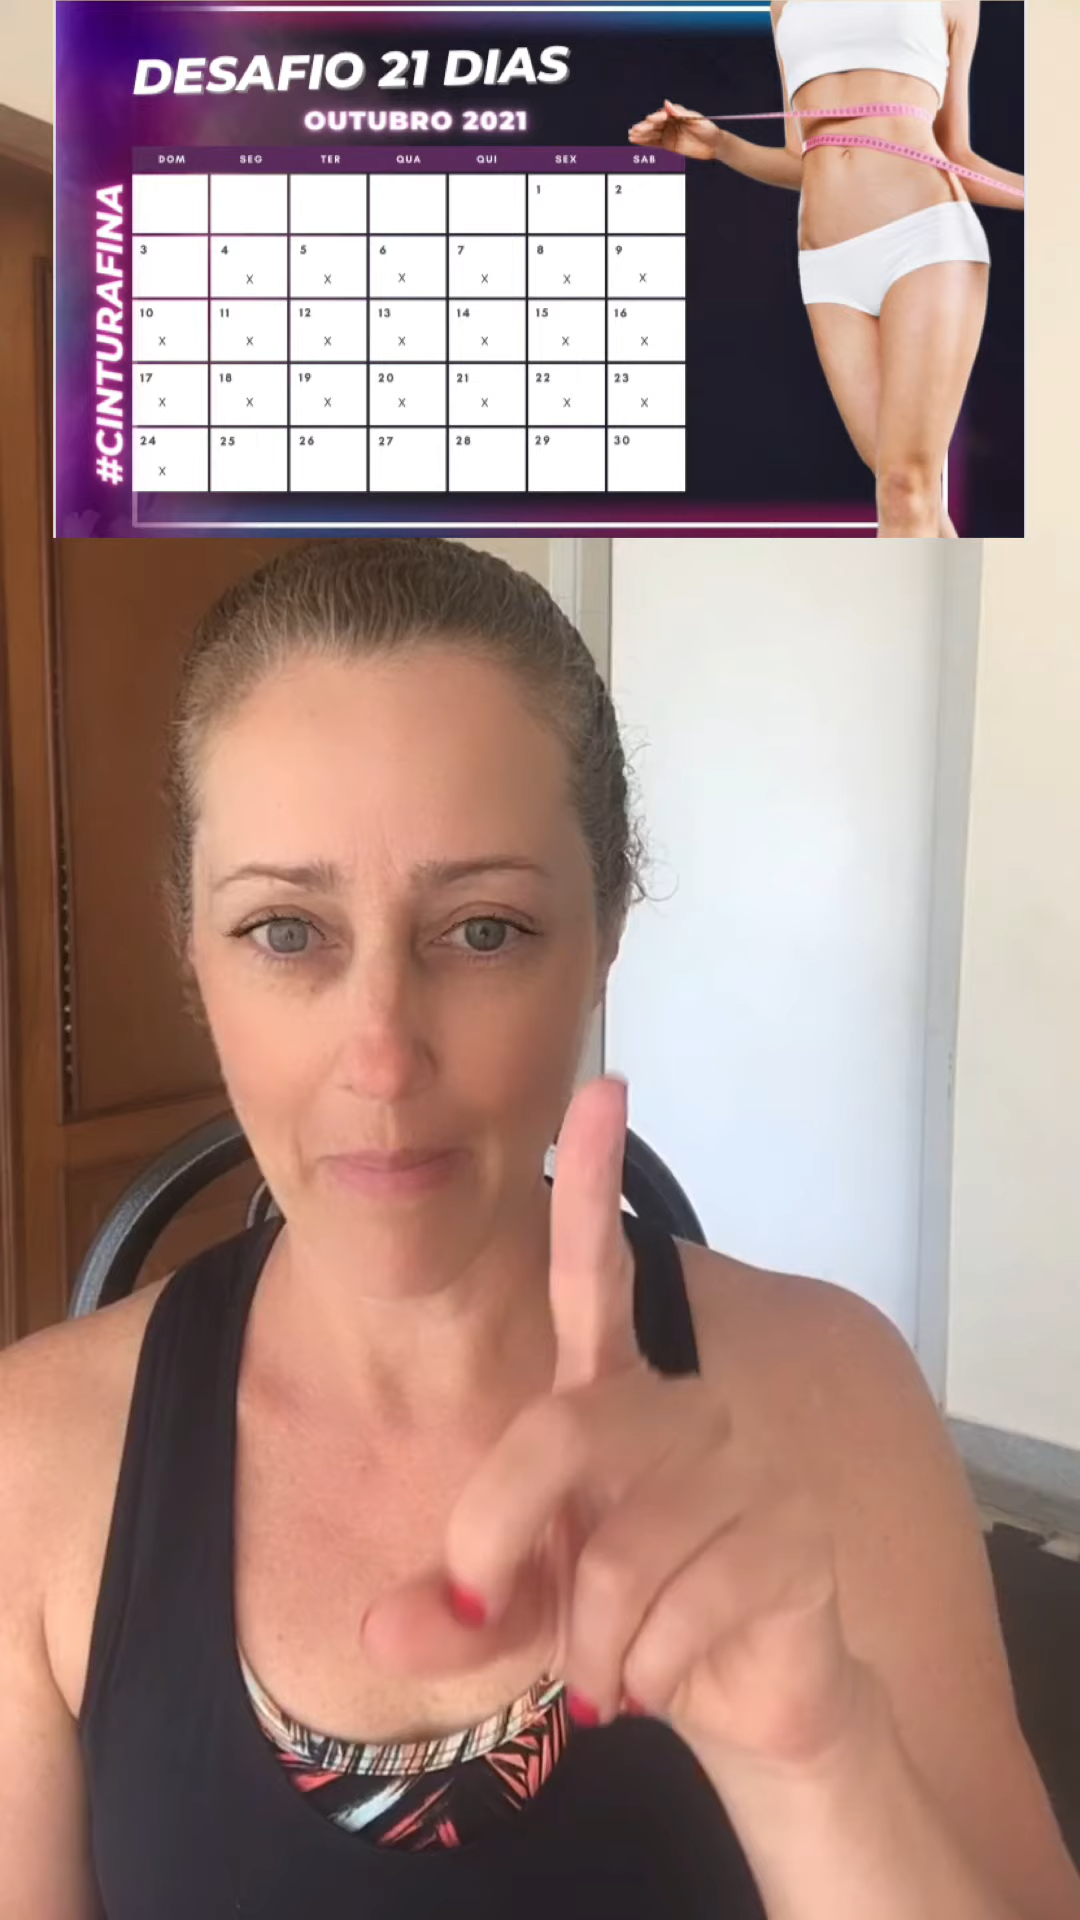 DESAFIO 21 DIAS
OUTUBRO 2021
#CINTURAFINA
DOM SEG TER QUA QUI SEX SAB
1 2
3 4 5 6 7 8 9
X X X X X X
10 11 12 13 14 15 16
X X X X X X X
17 18 19 20 21 22 23
X X X X X X X
24 25 26 27 28 29 30
X